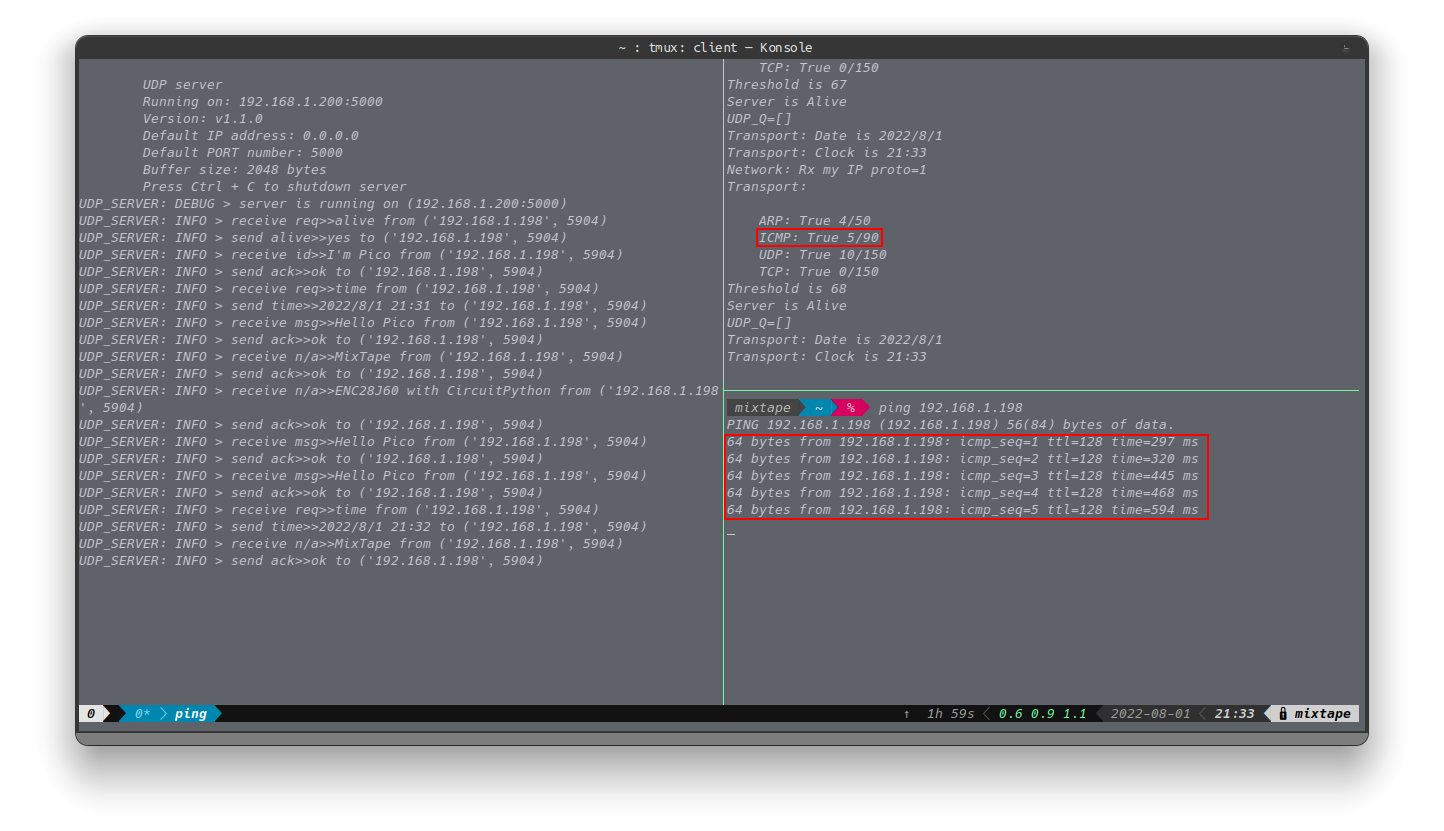 ~ : tmux: client — Konsole
UDP server
Running on: 192.168.1.200:5000
Version: v1.1.0
Default IP address: 0.0.0.0
Default PORT number: 5000
Buffer size: 2048 bytes
Press Ctrl + C to shutdown server
UDP_SERVER: DEBUG > server is running on (192.168.1.200:5000)
UDP_SERVER: INFO > receive req>>alive from ('192.168.1.198', 5904)
UDP_SERVER: INFO > send alive>>yes to ('192.168.1.198', 5904)
UDP_SERVER: INFO > receive id>>I'm Pico from ('192.168.1.198', 5904)
UDP_SERVER: INFO > send ack>>ok to ('192.168.1.198', 5904)
UDP_SERVER: INFO > receive req>>time from ('192.168.1.198', 5904)
UDP_SERVER: INFO > send time>>2022/8/1 21:31 to ('192.168.1.198', 5904)
UDP_SERVER: INFO > receive msg>>Hello Pico from ('192.168.1.198', 5904)
UDP_SERVER: INFO > send ack>>ok to ('192.168.1.198', 5904)
UDP_SERVER: INFO > receive n/a>>MixTape from ('192.168.1.198', 5904)
UDP_SERVER: INFO > send ack>>ok to ('192.168.1.198', 5904)
UDP_SERVER: INFO > receive n/a>>ENC28J60 with CircuitPython from ('192.168.1.198
', 5904)
UDP_SERVER: INFO > send ack>>ok to ('192.168.1.198', 5904)
UDP_SERVER: INFO > receive msg>>Hello Pico from ('192.168.1.198', 5904)
UDP_SERVER: INFO > send ack>>ok to ('192.168.1.198', 5904)
UDP_SERVER: INFO > receive msg>>Hello Pico from ('192.168.1.198', 5904)
UDP_SERVER: INFO > send ack>>ok to ('192.168.1.198', 5904)
UDP_SERVER: INFO > receive req>>time from ('192.168.1.198', 5904)
UDP_SERVER: INFO > send time>>2022/8/1 21:32 to ('192.168.1.198', 5904)
UDP_SERVER: INFO > receive n/a>>MixTape from ('192.168.1.198', 5904)
UDP_SERVER: INFO > send ack>>ok to ('192.168.1.198', 5904)
TCP: True 0/150
Threshold is 67
Server is Alive
UDP_Q=[]
Transport: Date is 2022/8/1
Transport: Clock is 21:33
Network: Rx my IP proto=1
Transport:
ARP: True 4/50
ICMP: True 5/90
UDP: True 10/150
TCP: True 0/150
Threshold is 68
Server is Alive
UDP_Q=[]
Transport: Date is 2022/8/1
Transport: Clock is 21:33
mixtape ~ % ping 192.168.1.198
PING 192.168.1.198 (192.168.1.198) 56(84) bytes of data.
64 bytes from 192.168.1.198: icmp_seq=1 ttl=128 time=297 ms
64 bytes from 192.168.1.198: icmp_seq=2 ttl=128 time=320 ms
64 bytes from 192.168.1.198: icmp_seq=3 ttl=128 time=445 ms
64 bytes from 192.168.1.198: icmp_seq=4 ttl=128 time=468 ms
64 bytes from 192.168.1.198: icmp_seq=5 ttl=128 time=594 ms
0 0* ping ↑ 1h 59s 0.6 0.9 1.1 2022-08-01 21:33 mixtape